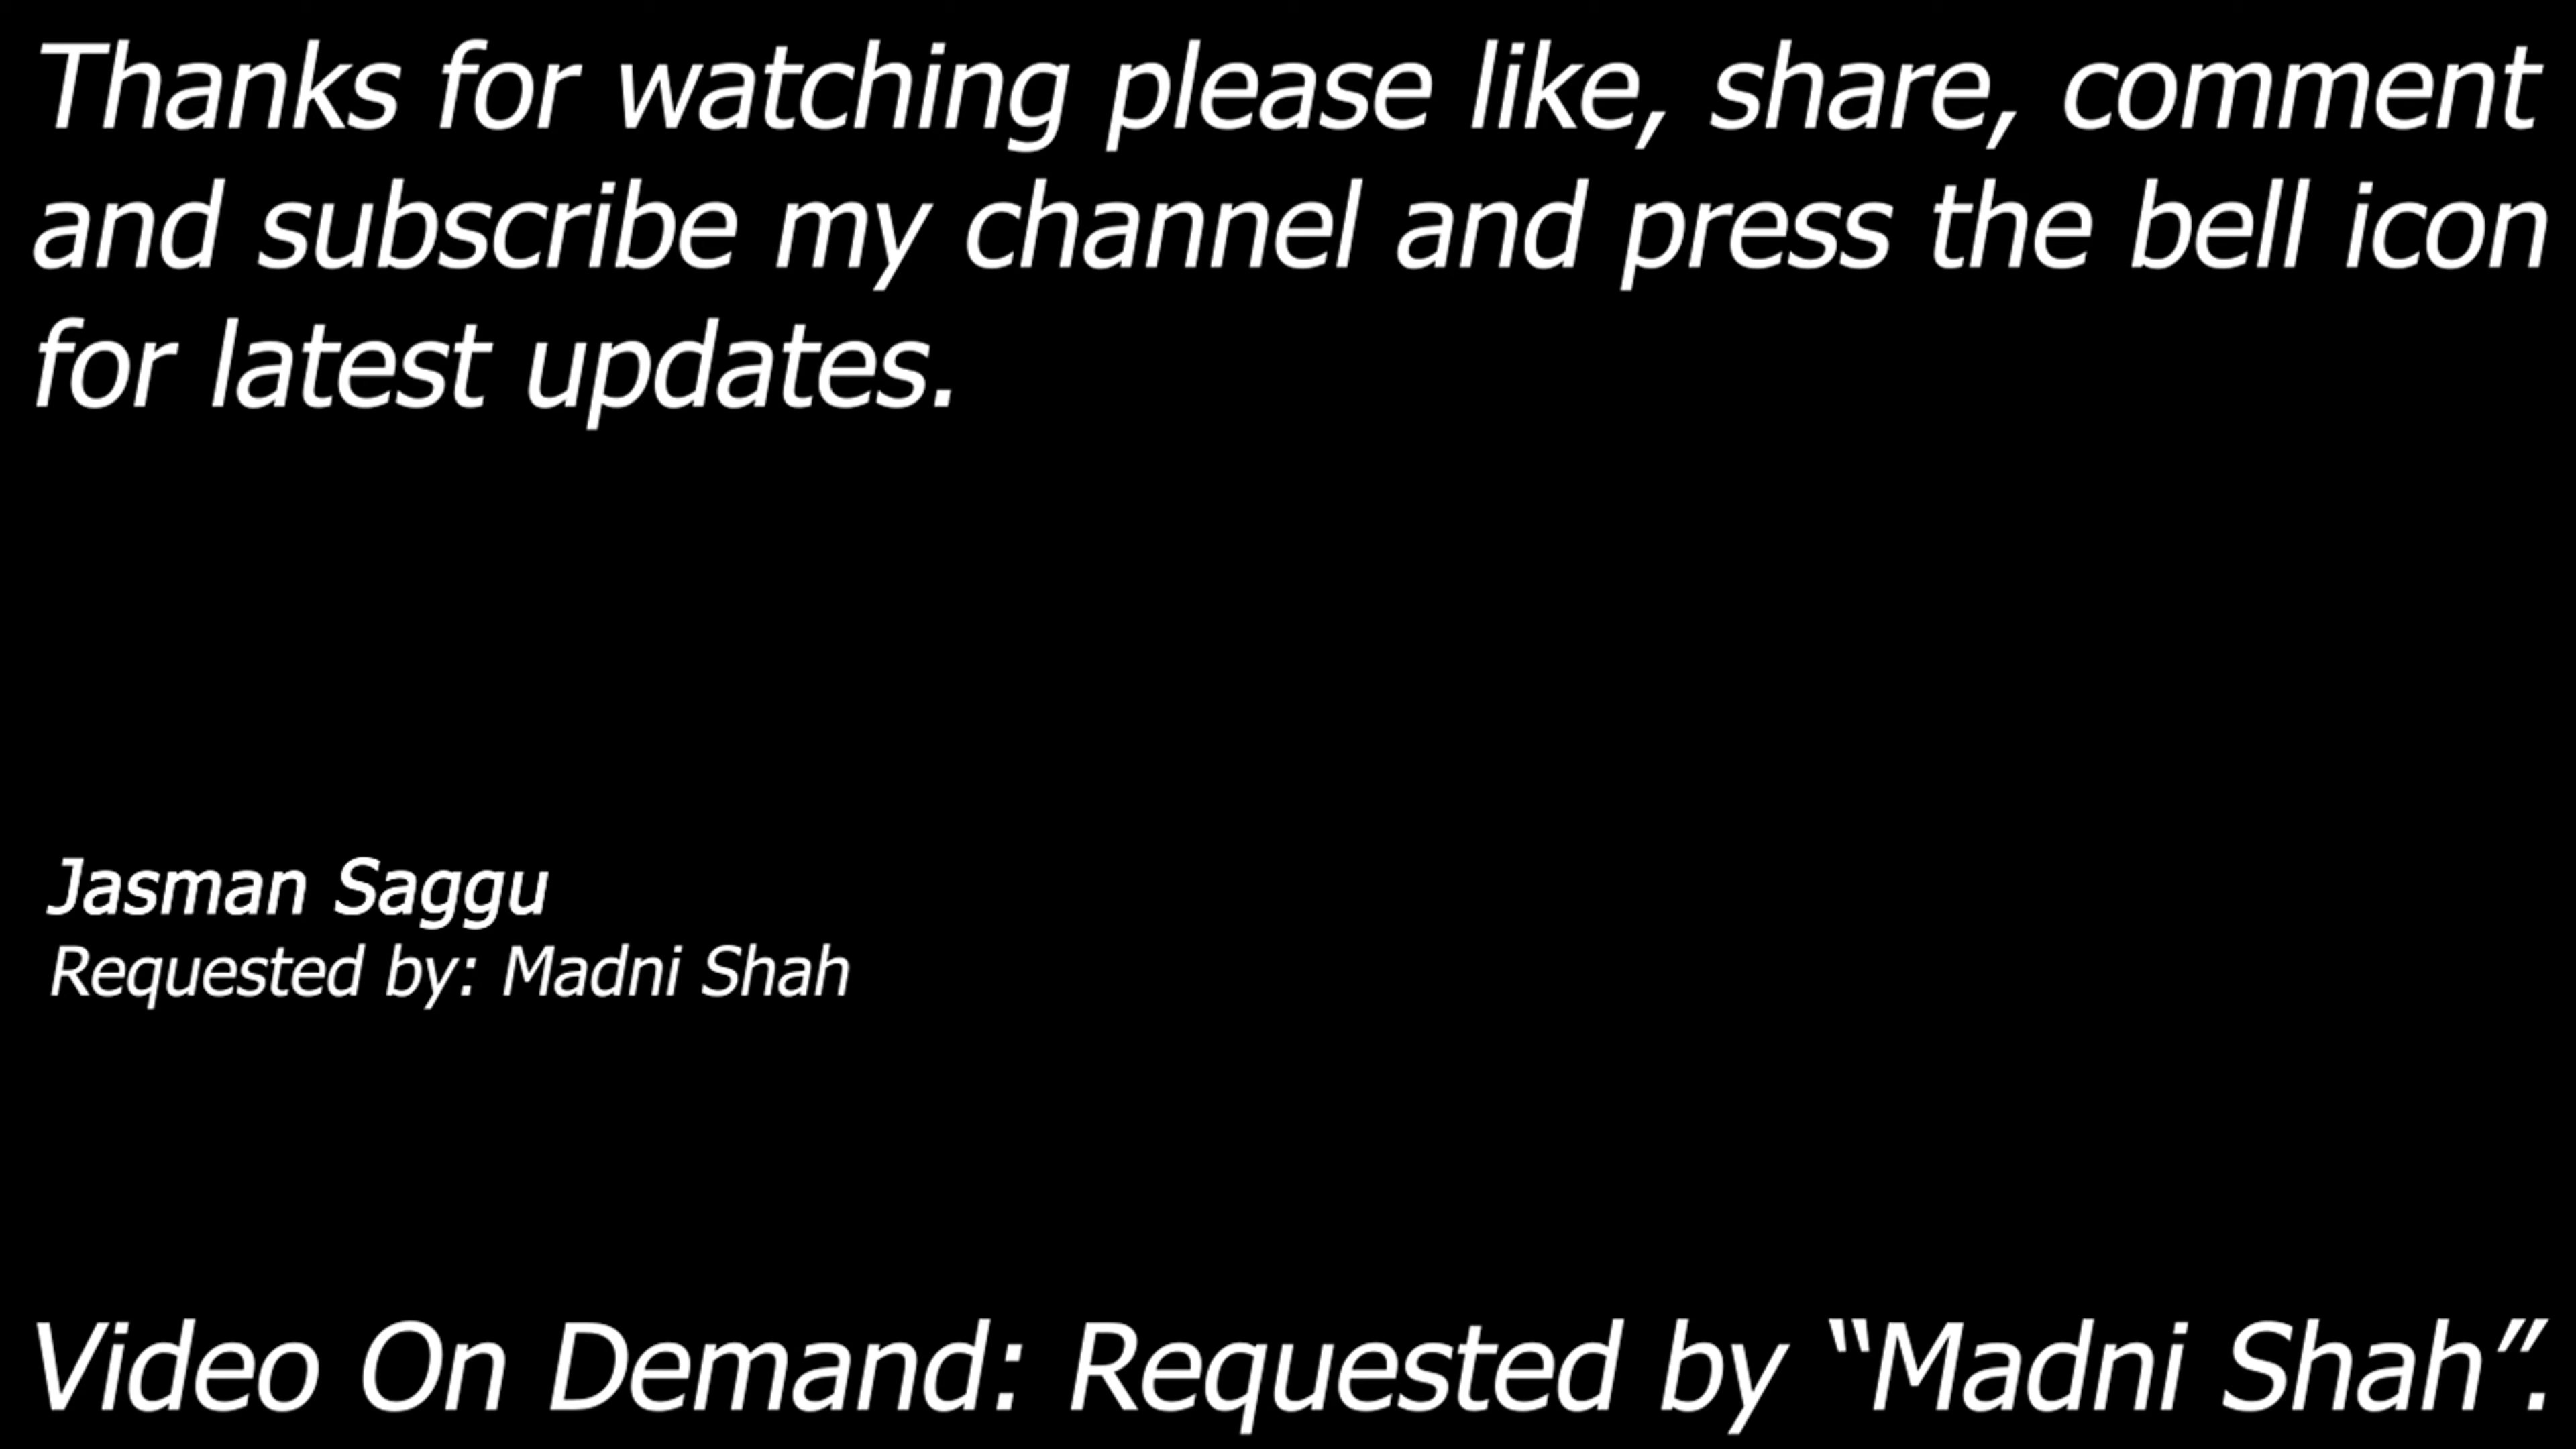 Thanks for watching please like, share, comment
and subscribe my channel and press the bell icon
for latest updates.
Jasman Saggu
Requested by: Madni Shah
Video On Demand: Requested by “Madni Shah”.